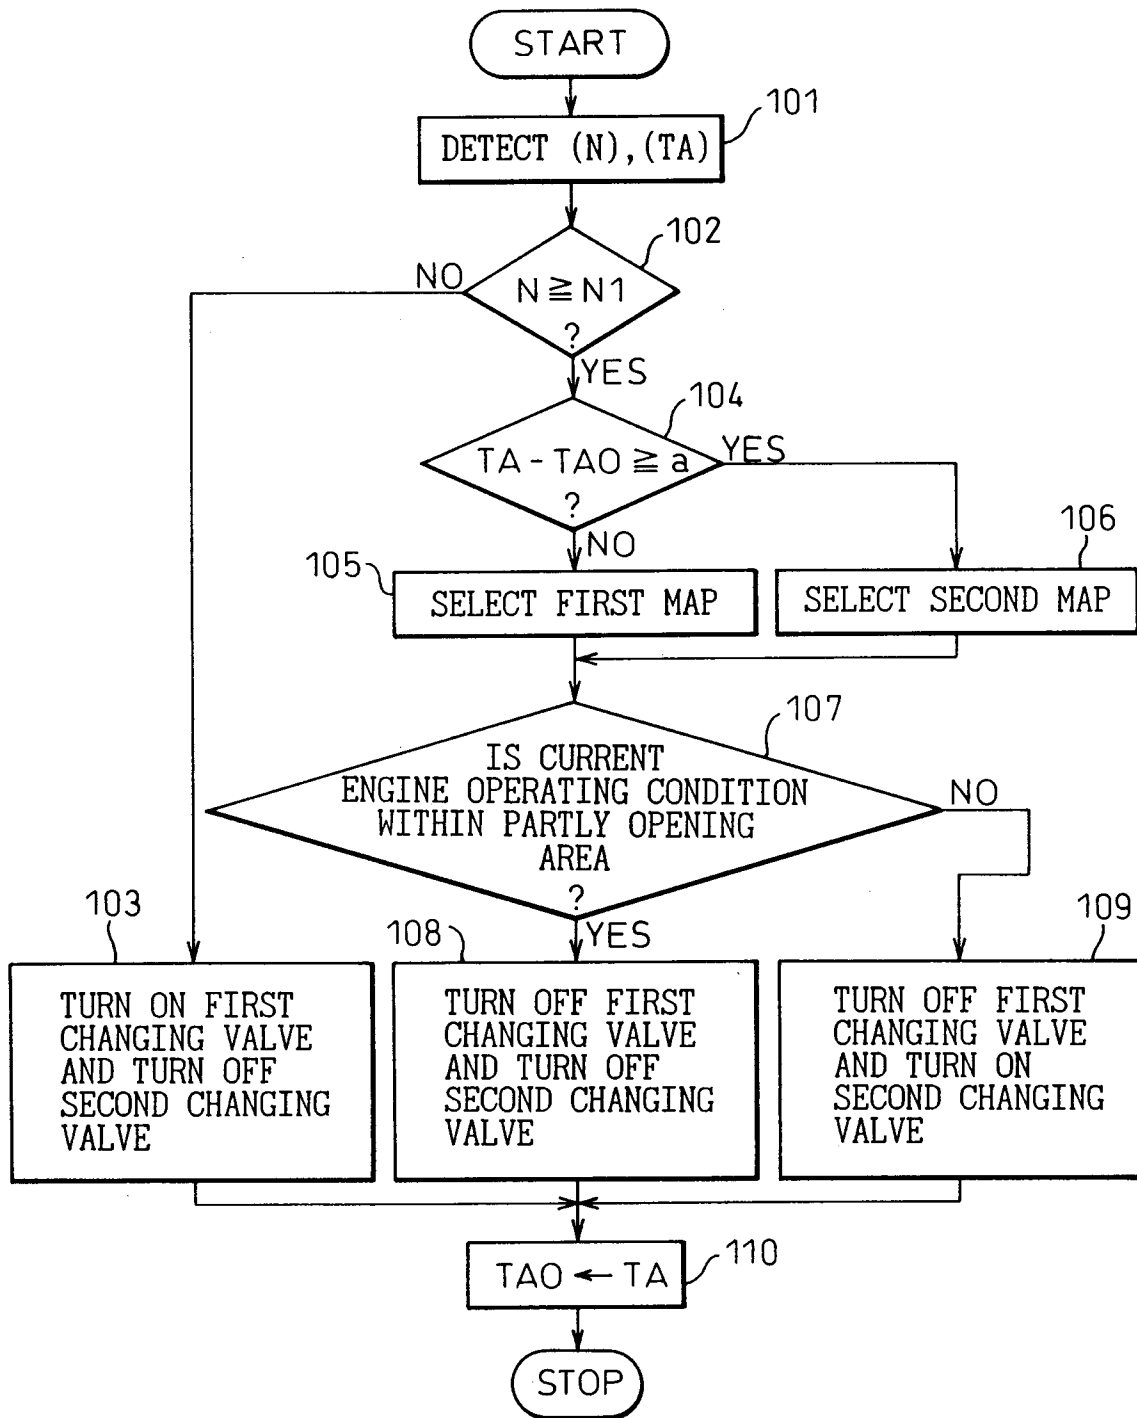 START
101
DETECT (N),(TA)
102
NO
N ≧ N1
?
YES
104
TA - TAO ≧ a
?
YES
NO
105
106
SELECT FIRST MAP
SELECT SECOND MAP
107
IS CURRENT
ENGINE OPERATING CONDITION
WITHIN PARTLY OPENING
AREA
?
NO
YES
103
TURN ON FIRST
CHANGING VALVE
AND TURN OFF
SECOND CHANGING
VALVE
108
TURN OFF FIRST
CHANGING VALVE
AND TURN OFF
SECOND CHANGING
VALVE
109
TURN OFF FIRST
CHANGING VALVE
AND TURN ON
SECOND CHANGING
VALVE
110
TAO ← TA
STOP